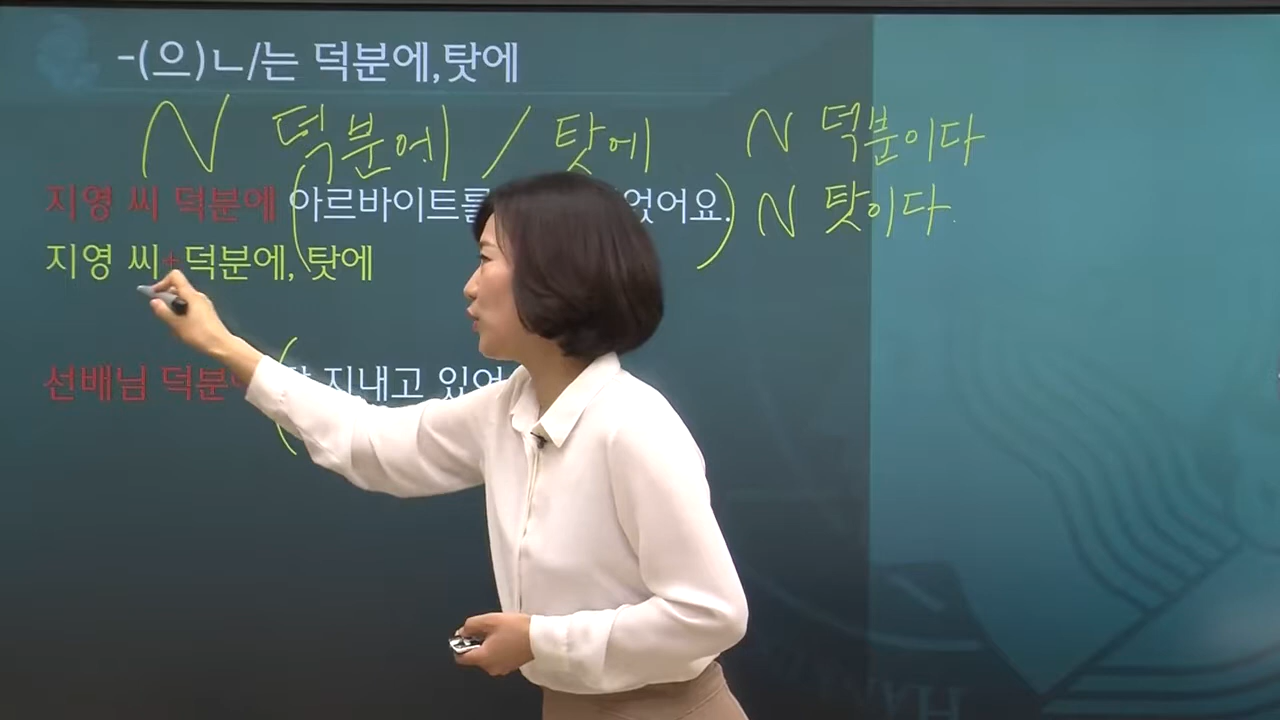 -(으)ㄴ/는 덕분에,탓에
N 덕분에 / 탓에
N 덕분이다
지영 씨 덕분에 (아르바이트를 었어요.)
N 탓이다.
지영 씨+덕분에, 탓에
선배님 덕분 ( 지내고